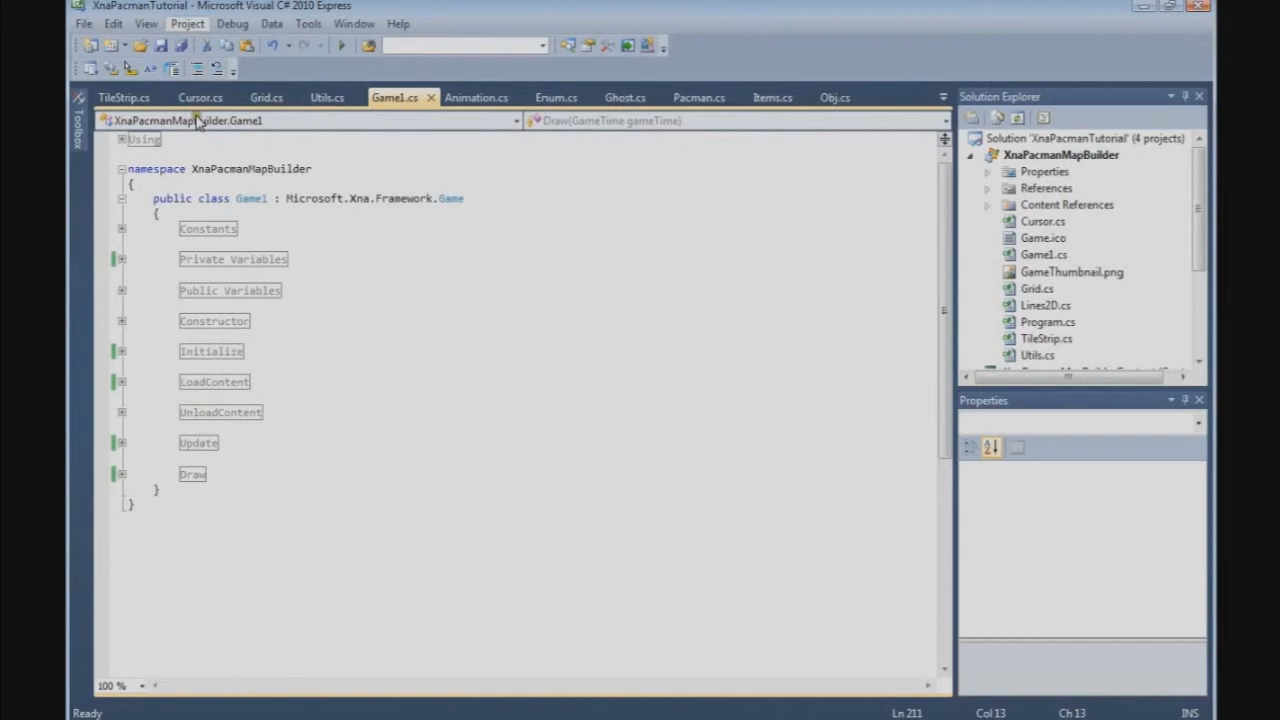 XnaPacmanTutorial - Microsoft Visual C# 2010 Express
File Edit View Project Debug Data Tools Window Help
TileStrip.cs Cursor.cs Grid.cs Utils.cs Game1.cs Animation.cs Enum.cs Ghost.cs Pacman.cs Items.cs Obj.cs
XnaPacmanMapBuilder.Game1 Draw(GameTime gameTime)
Toolbox
Using
namespace XnaPacmanMapBuilder
{
public class Game1 : Microsoft.Xna.Framework.Game
{
Constants
Private Variables
Public Variables
Constructor
Initialize
LoadContent
UnloadContent
Update
Draw
}
}
100 %
Solution Explorer
Solution 'XnaPacmanTutorial' (4 projects)
XnaPacmanMapBuilder
Properties
References
Content References
Cursor.cs
Game.ico
Game1.cs
GameThumbnail.png
Grid.cs
Lines2D.cs
Program.cs
TileStrip.cs
Utils.cs
Properties
Ready Ln 211 Col 13 Ch 13 INS